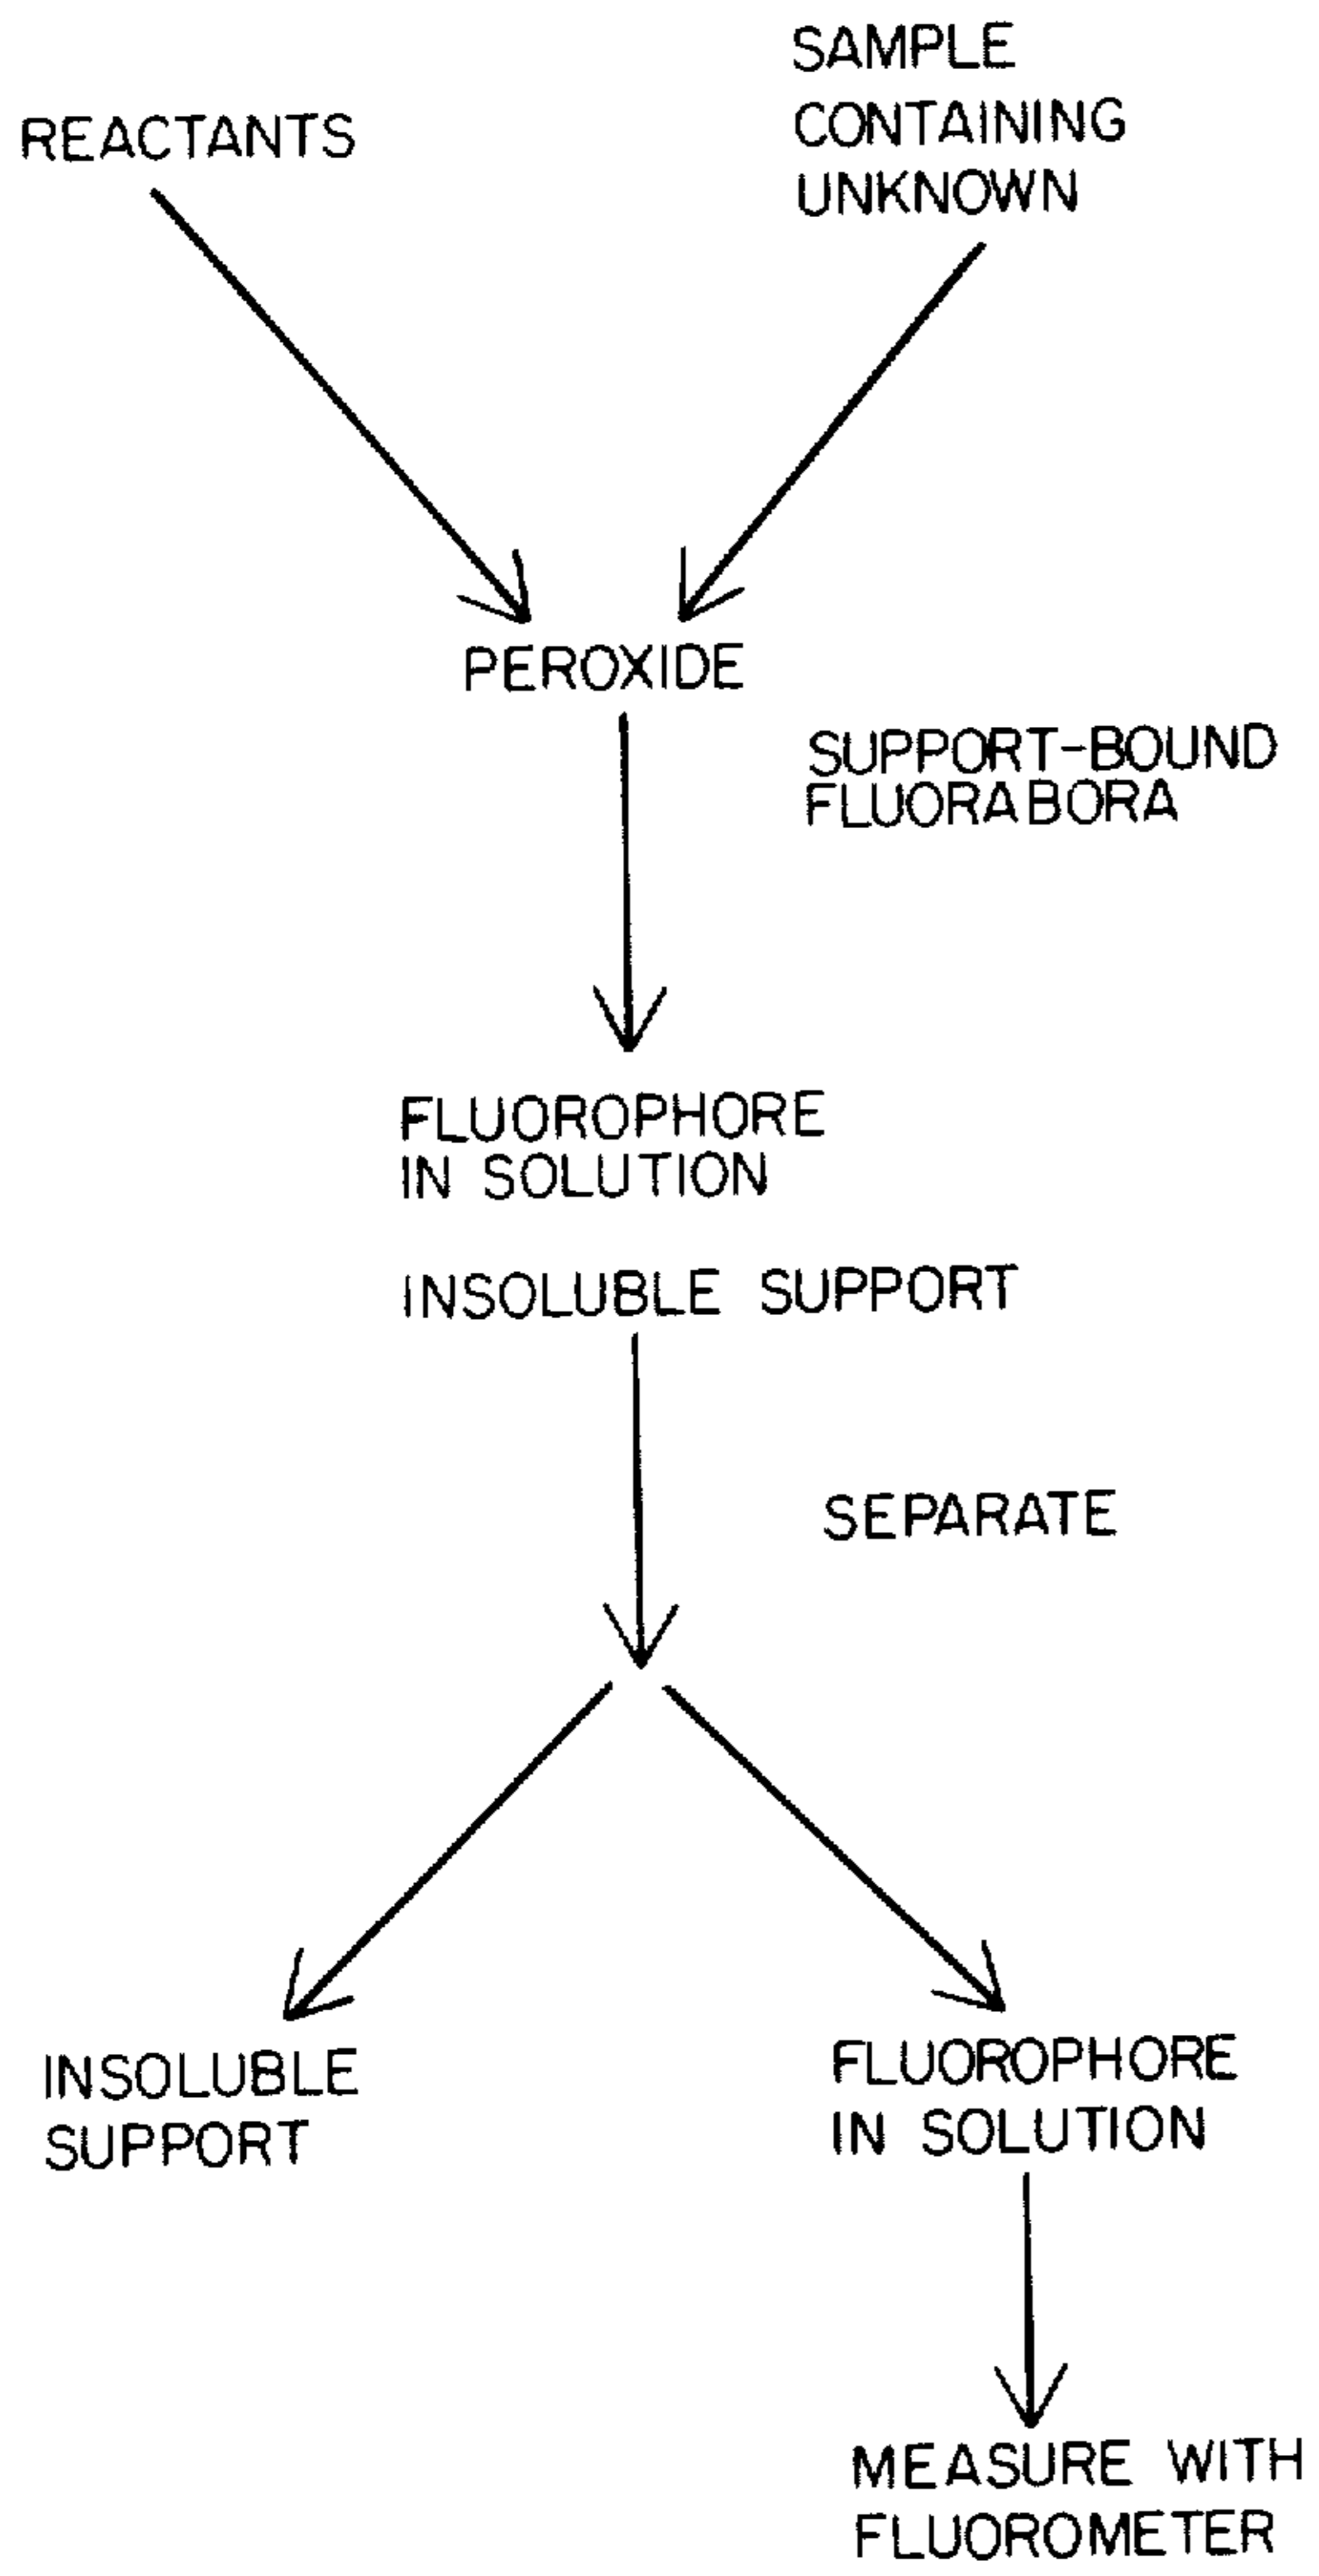 REACTANTS
SAMPLE
CONTAINING
UNKNOWN
PEROXIDE
SUPPORT-BOUND
FLUORABORA
FLUOROPHORE
IN SOLUTION
INSOLUBLE SUPPORT
SEPARATE
INSOLUBLE
SUPPORT
FLUOROPHORE
IN SOLUTION
MEASURE WITH
FLUOROMETER